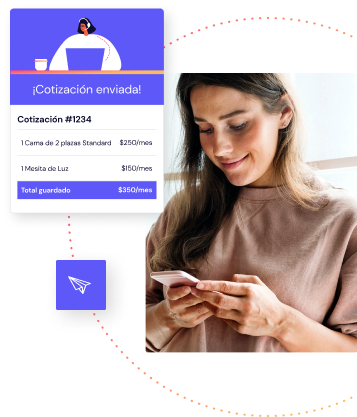 ¡Cotización enviada!
Cotización #1234
1 Cama de 2 plazas Standard $250/mes
1 Mesita de Luz $150/mes
Total guardado $350/mes